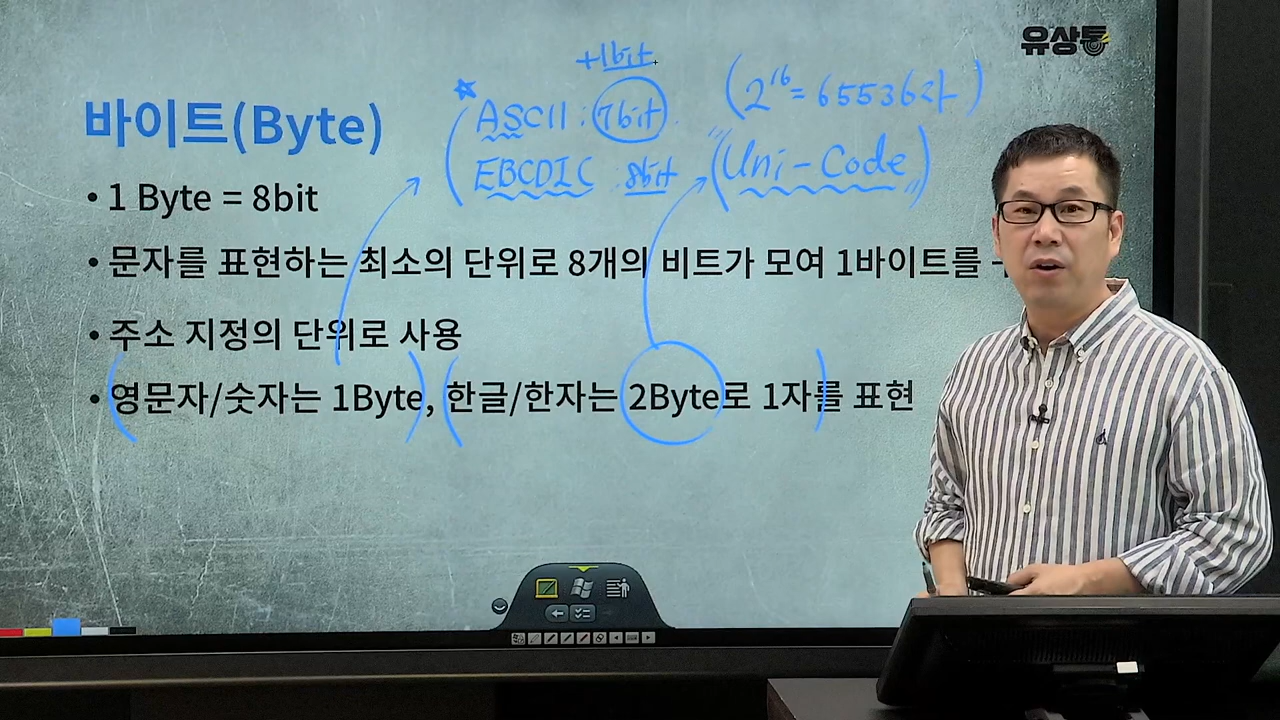 유상통
+1bit
ASCII : 7bit
(2^16 = 65536가)
바이트(Byte)
EBCDIC : 8bit
"Uni-Code"
• 1 Byte = 8bit
• 문자를 표현하는 최소의 단위로 8개의 비트가 모여 1바이트를
• 주소 지정의 단위로 사용
• 영문자/숫자는 1Byte, 한글/한자는 2Byte로 1자를 표현